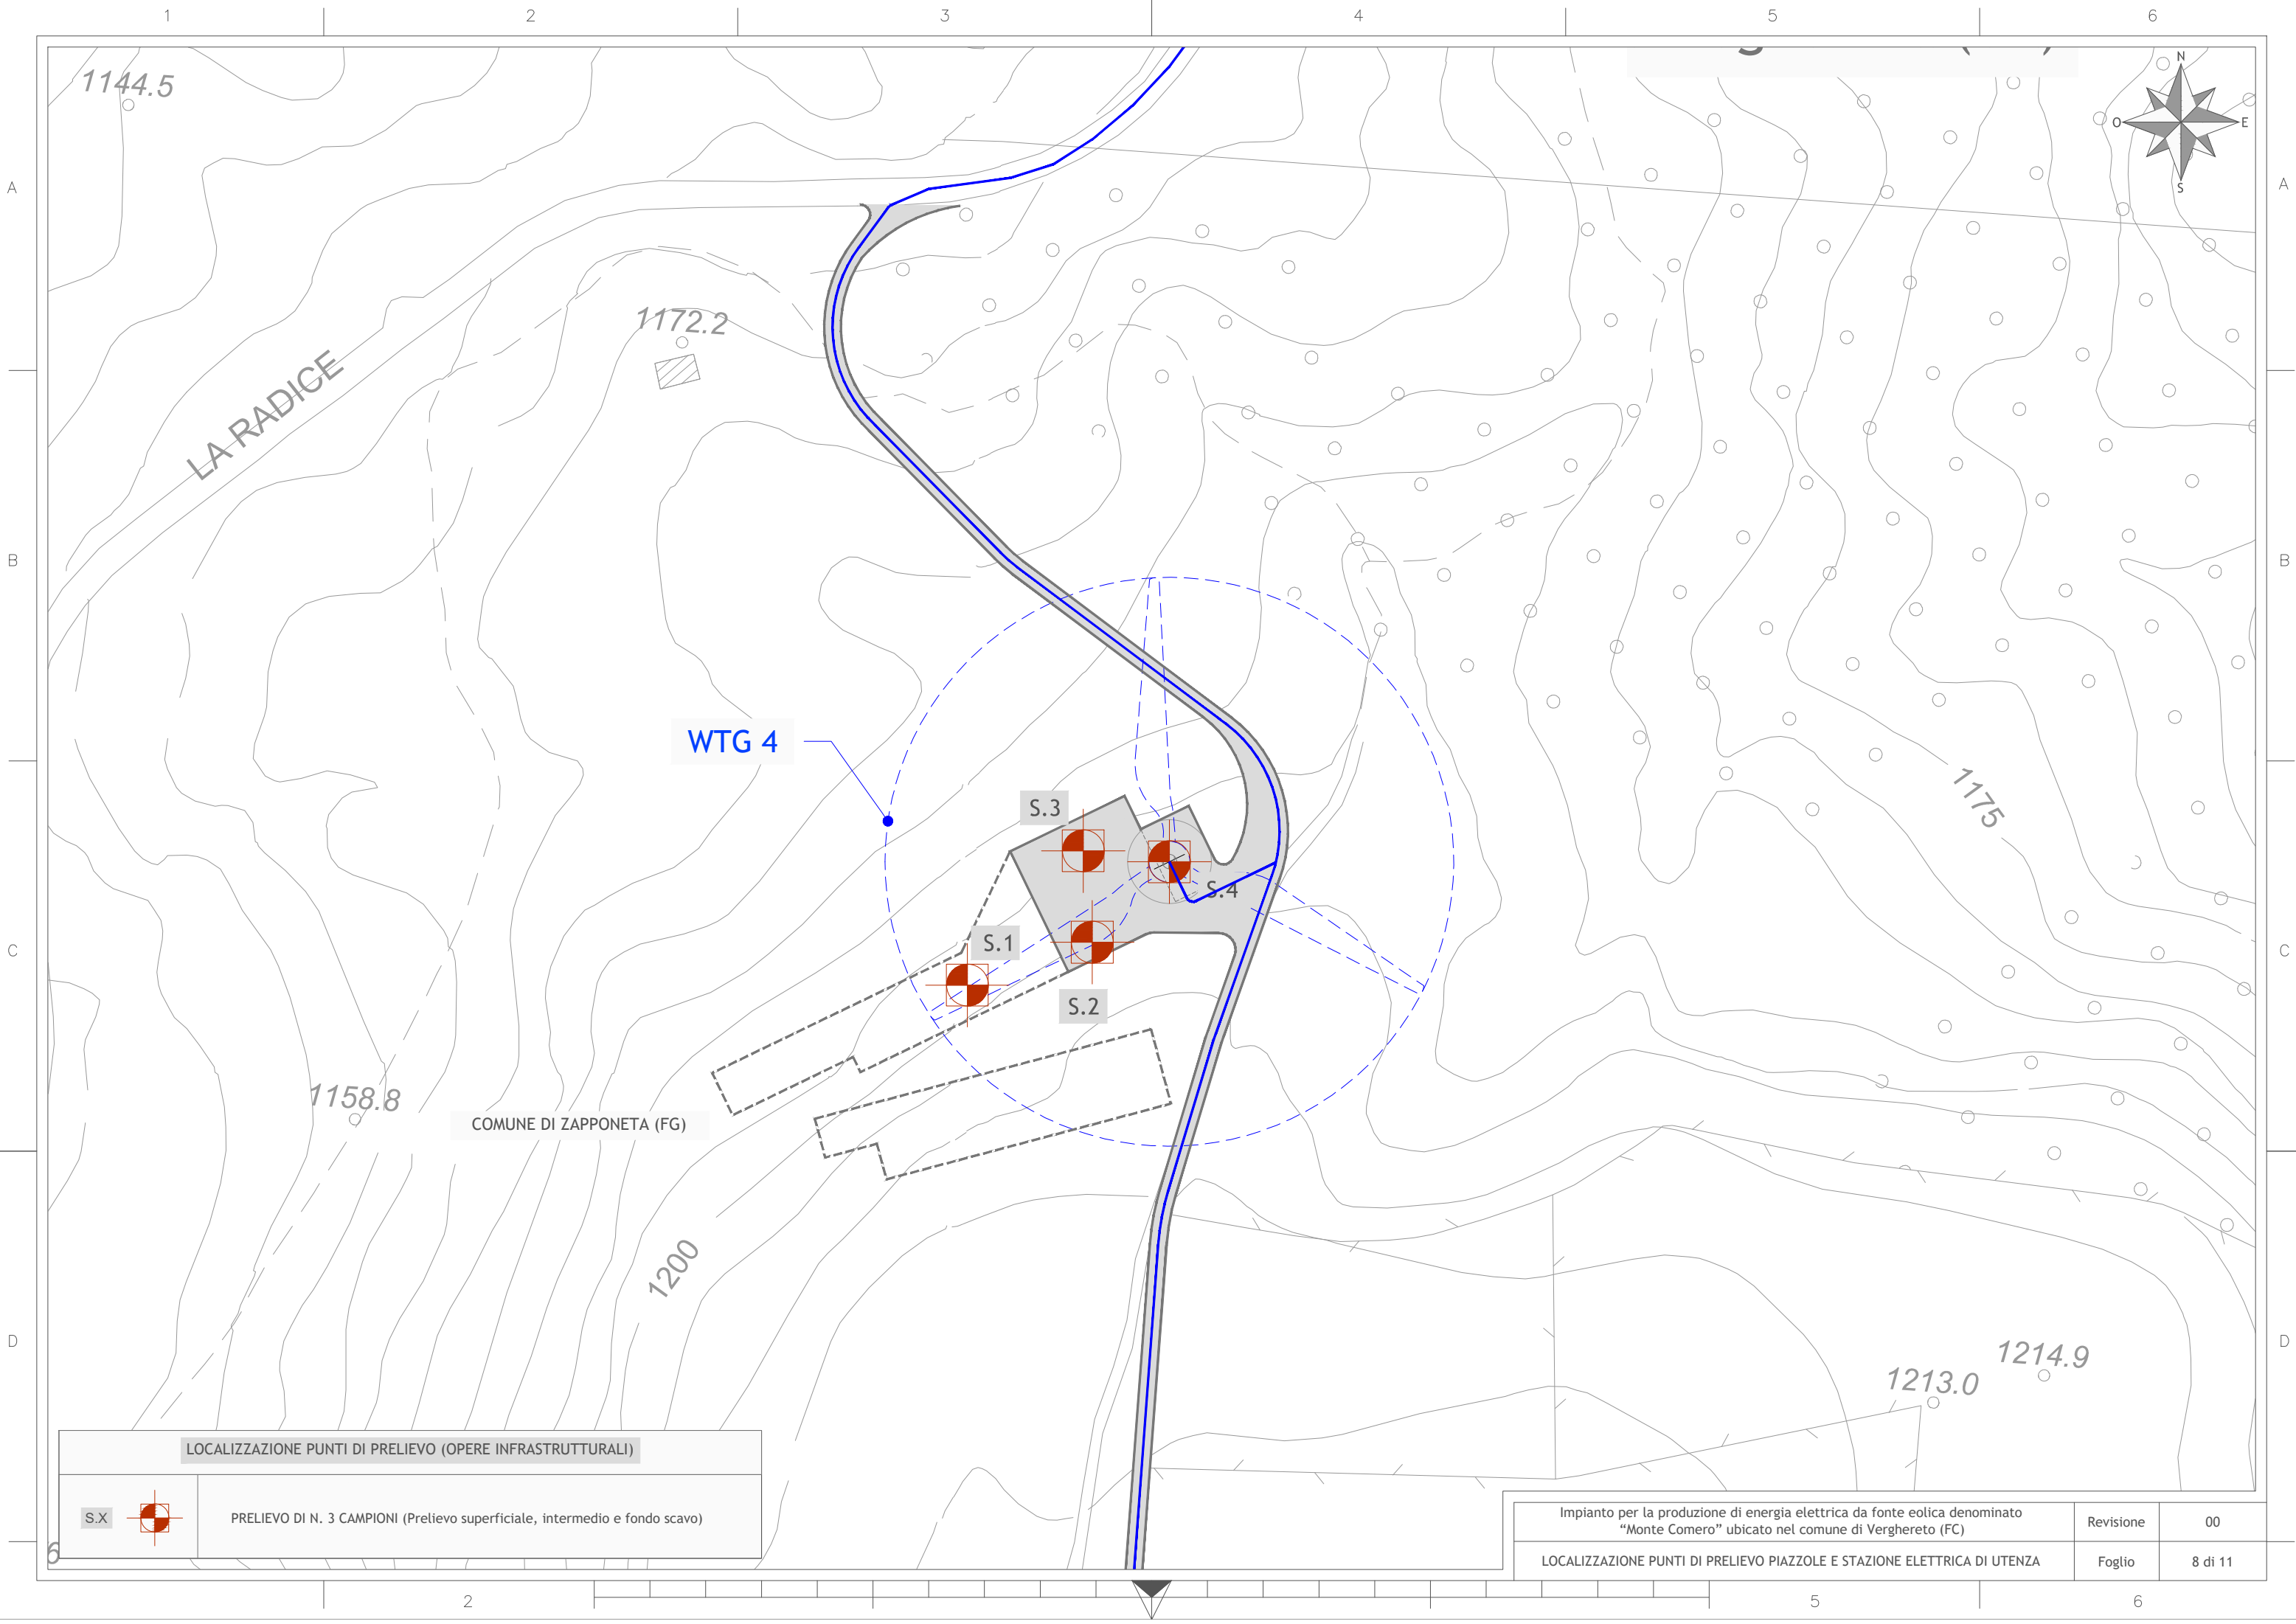 1 2 3 4 5 6
1144.5
N
O E
S
A A
1172.2
LA RADICE
B B
WTG 4
1175
S.3
S.4
C C
S.1
S.2
1158.8
COMUNE DI ZAPPONETA (FG)
1200
D D
1214.9
1213.0
LOCALIZZAZIONE PUNTI DI PRELIEVO (OPERE INFRASTRUTTURALI)
S.X
PRELIEVO DI N. 3 CAMPIONI (Prelievo superficiale, intermedio e fondo scavo)
6
Impianto per la produzione di energia elettrica da fonte eolica denominato
“Monte Comero” ubicato nel comune di Verghereto (FC)
Revisione 00
LOCALIZZAZIONE PUNTI DI PRELIEVO PIAZZOLE E STAZIONE ELETTRICA DI UTENZA
Foglio 8 di 11
2 5 6